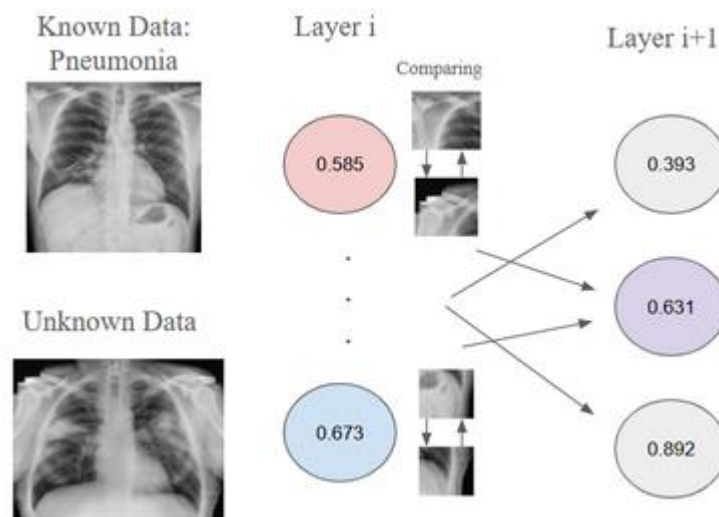 Known Data:
Pneumonia
Layer i
Layer i+1
Comparing
0.585
0.393
0.631
Unknown Data
0.673
0.892